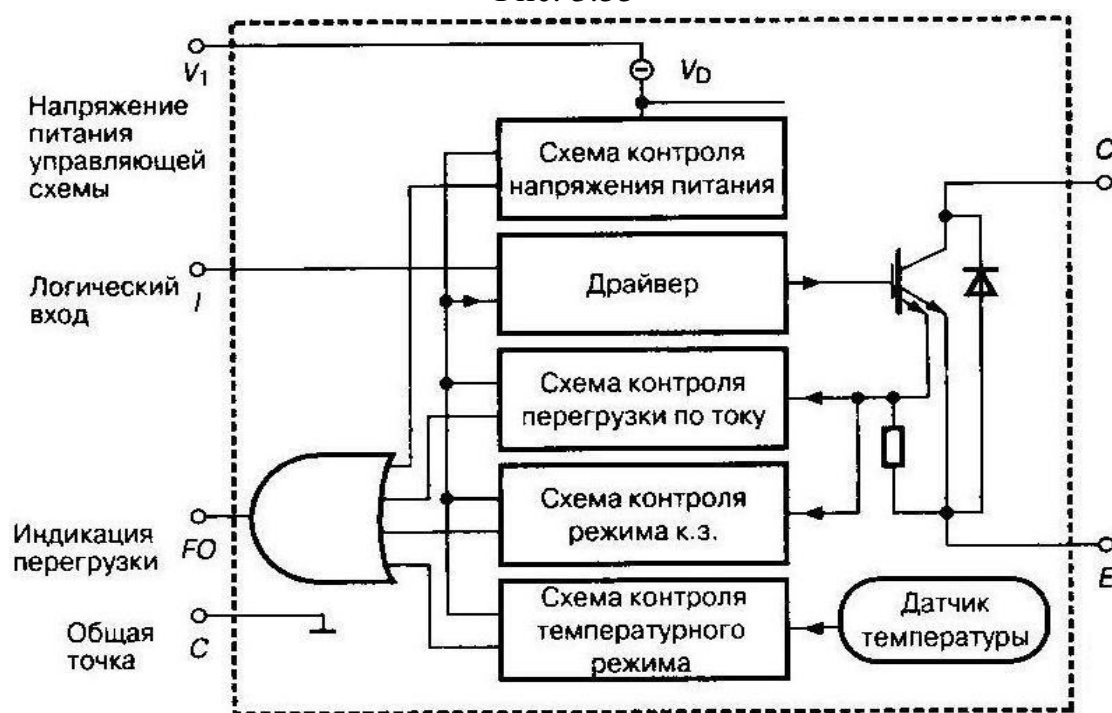 V1
Напряжение
питания
управляющей
схемы
VD
Схема контроля
напряжения питания
C
Логический
вход
I
Драйвер
Схема контроля
перегрузки по току
Схема контроля
режима к.з.
Индикация
перегрузки
FO
E
Общая
точка
C
Схема контроля
температурного
режима
Датчик
температуры